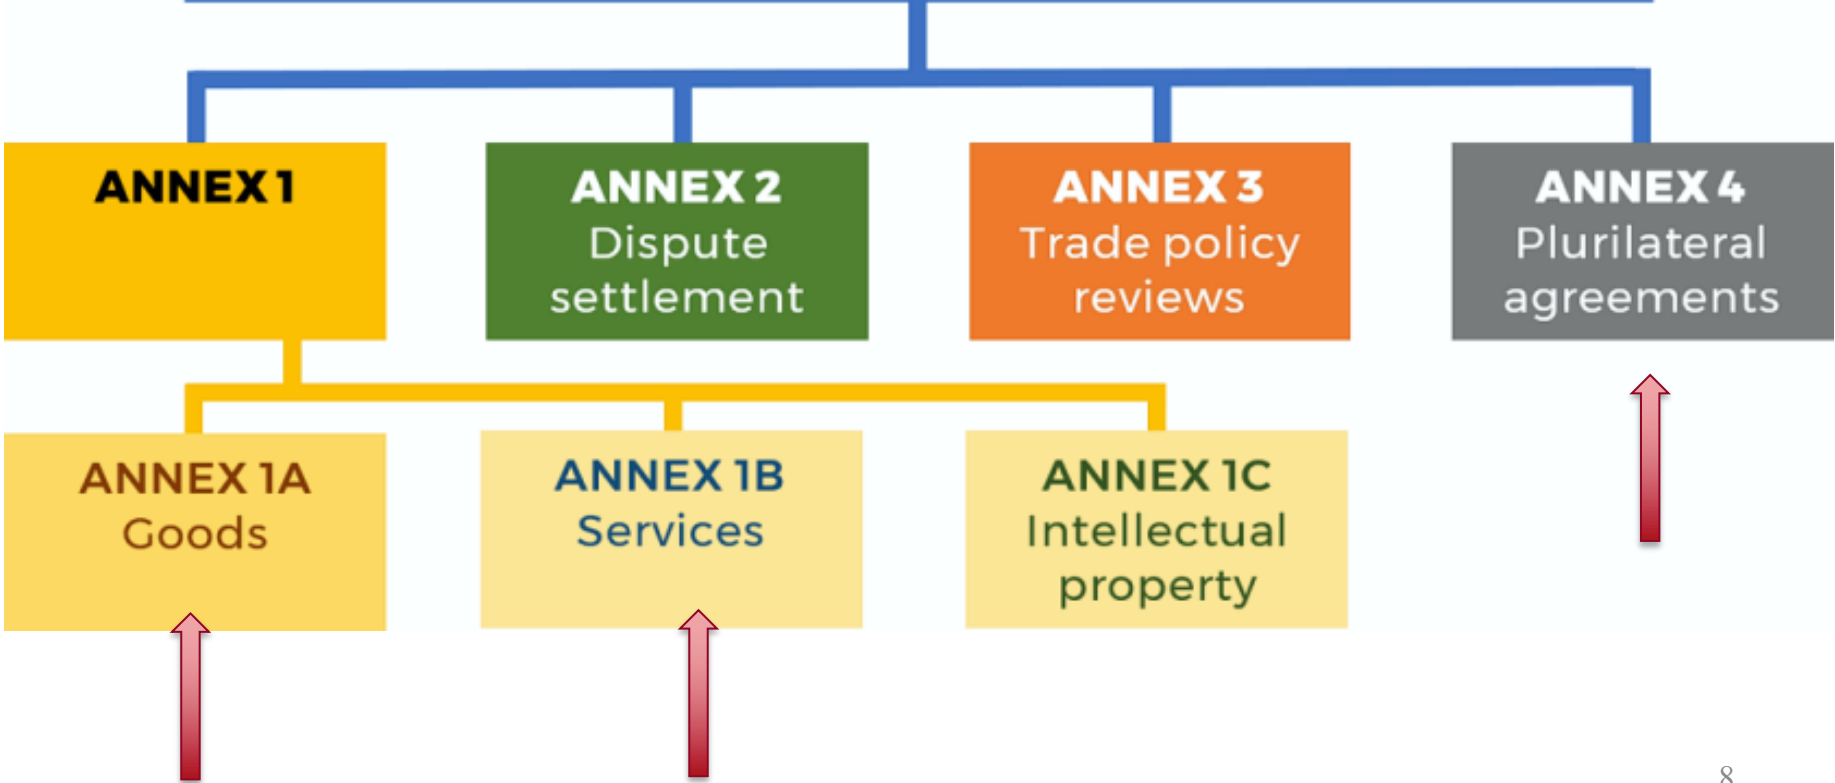 ANNEX 1
ANNEX 2
Dispute
settlement
ANNEX 3
Trade policy
reviews
ANNEX 4
Plurilateral
agreements
ANNEX 1A
Goods
ANNEX 1B
Services
ANNEX 1C
Intellectual
property
8